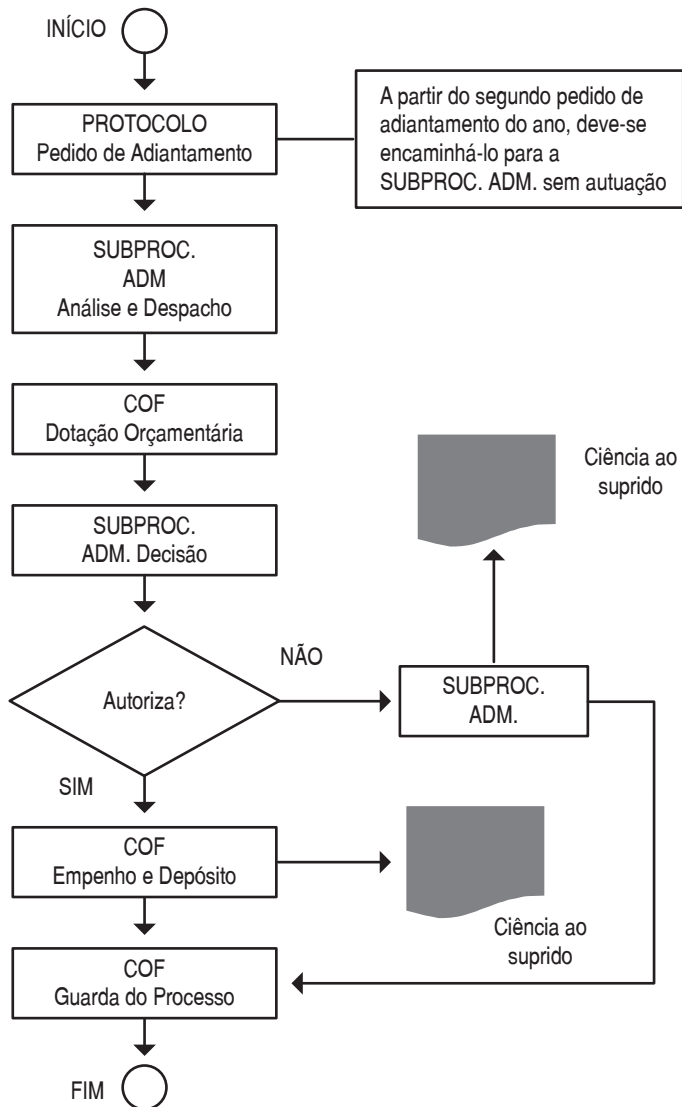 INÍCIO
PROTOCOLO
Pedido de Adiantamento
A partir do segundo pedido de
adiantamento do ano, deve-se
encaminhá-lo para a
SUBPROC. ADM. sem autuação
SUBPROC.
ADM
Análise e Despacho
COF
Dotação Orçamentária
Ciência ao
suprido
SUBPROC.
ADM. Decisão
Autoriza?
NÃO
SUBPROC.
ADM.
SIM
COF
Empenho e Depósito
Ciência ao
suprido
COF
Guarda do Processo
FIM